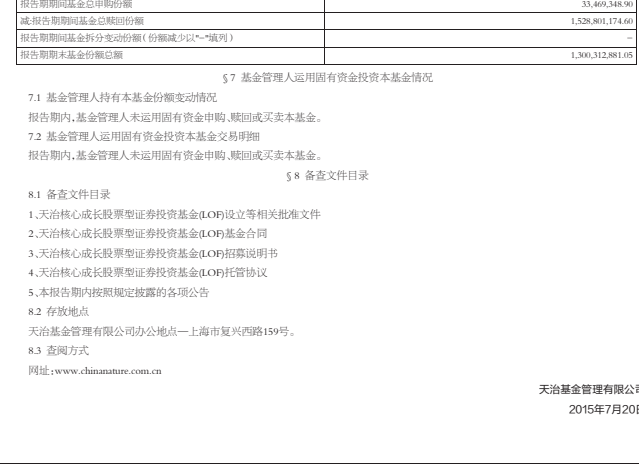 报告期期间基金总申购份额 33,469,348.90
减:报告期期间基金总赎回份额 1,528,801,174.60
报告期期间基金拆分变动份额(份额减少以"-"填列) -
报告期期末基金份额总额 1,300,312,881.05
§7 基金管理人运用固有资金投资本基金情况
7.1 基金管理人持有本基金份额变动情况
报告期内,基金管理人未运用固有资金申购、赎回或买卖本基金。
7.2 基金管理人运用固有资金投资本基金交易明细
报告期内,基金管理人未运用固有资金申购、赎回或买卖本基金。
§8 备查文件目录
8.1 备查文件目录
1、天治核心成长股票型证券投资基金(LOF)设立等相关批准文件
2、天治核心成长股票型证券投资基金(LOF)基金合同
3、天治核心成长股票型证券投资基金(LOF)招募说明书
4、天治核心成长股票型证券投资基金(LOF)托管协议
5、本报告期内按照规定披露的各项公告
8.2 存放地点
天治基金管理有限公司办公地点—上海市复兴西路159号。
8.3 查阅方式
网址:www.chinanature.com.cn
天治基金管理有限公司
2015年7月20日